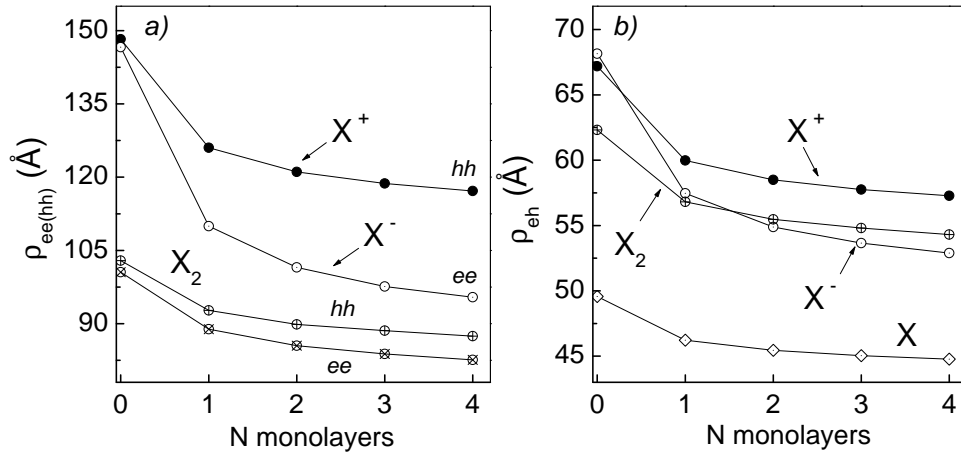 a)
ρee(hh) (Å)
150
135
120
105
90
X+
hh
X-
ee
X2
hh
ee
0 1 2 3 4
N monolayers
b)
ρeh (Å)
70
65
60
55
50
45
X+
X2
X-
X
0 1 2 3 4
N monolayers